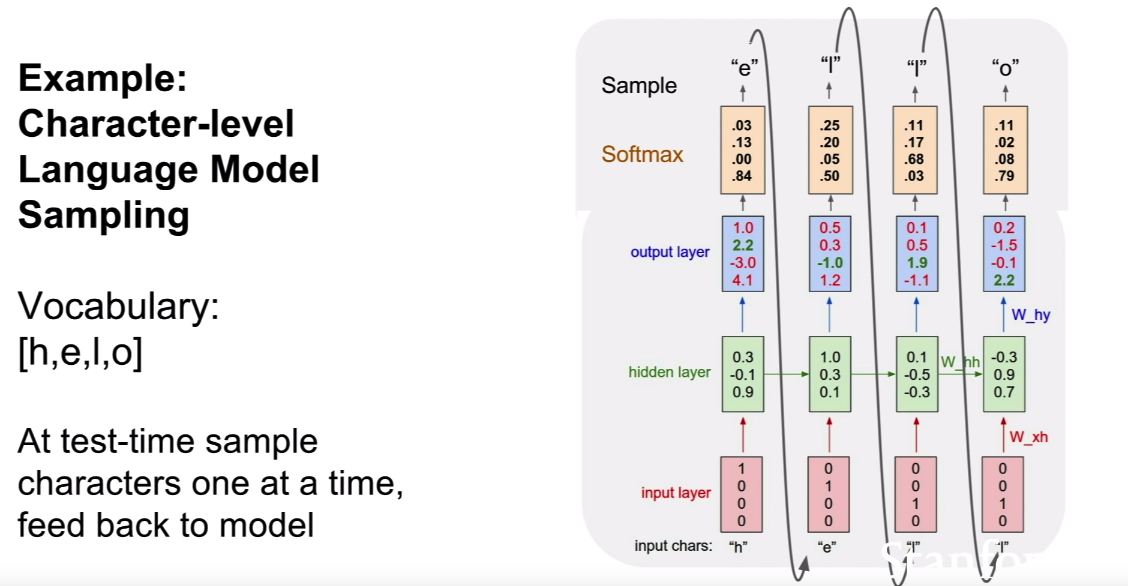 Example:
Character-level
Language Model
Sampling
Vocabulary:
[h,e,l,o]
At test-time sample
characters one at a time,
feed back to model
Sample
“e” “l” “l” “o”
Softmax
.03 .25 .11 .11
.13 .20 .17 .02
.00 .05 .68 .08
.84 .50 .03 .79
output layer
1.0 0.5 0.1 0.2
2.2 0.3 0.5 -1.5
-3.0 -1.0 1.9 -0.1
4.1 1.2 -1.1 2.2
W_hy
hidden layer
0.3 1.0 0.1 -0.3
-0.1 0.3 -0.5 0.9
0.9 0.1 -0.3 0.7
W_hh
W_xh
input layer
1 0 0 0
0 1 0 0
0 0 1 1
0 0 0 0
input chars: “h” “e” “l” “l”